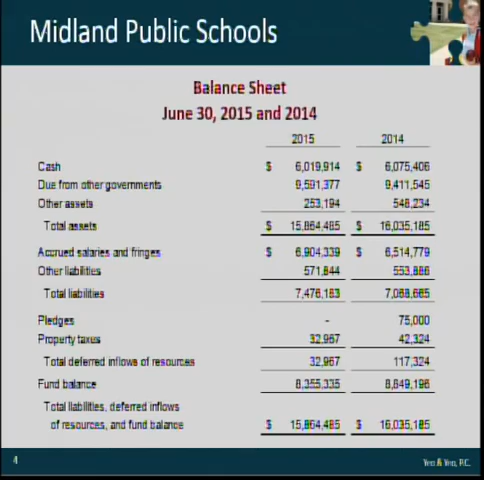 Midland Public Schools
Balance Sheet
June 30, 2015 and 2014
2015 2014
Cash $ 6,019,914 $ 6,075,406
Due from other governments 9,591,377 9,411,545
Other assets 253,194 548,234
Total assets $ 15,864,485 $ 16,035,185
Accrued salaries and fringes $ 6,904,339 $ 6,514,779
Other liabilities 571,844 553,886
Total liabilities 7,476,183 7,068,665
Pledges - 75,000
Property taxes 32,967 42,324
Total deferred inflows of resources 32,967 117,324
Fund balance 8,355,335 8,849,196
Total liabilities, deferred inflows
of resources, and fund balance $ 15,864,485 $ 16,035,185
4 Yeo & Yeo, P.C.